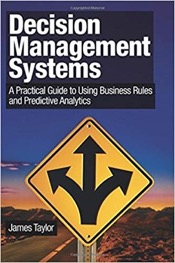 Decision
Management
Systems
A Practical Guide to Using Business Rules
and Predictive Analytics
James Taylor